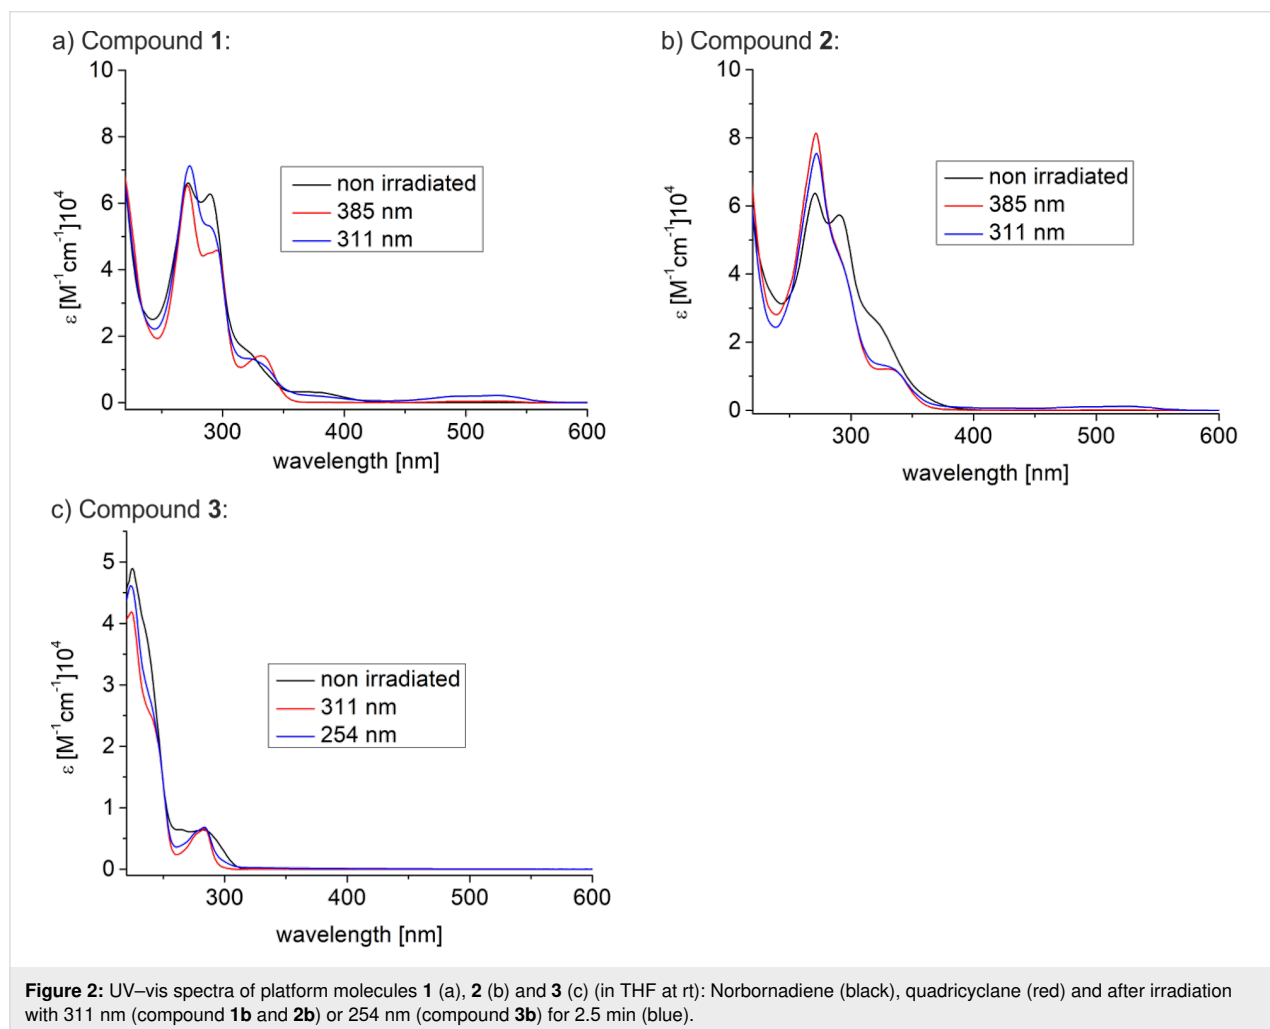 a) Compound 1:
10
8
6
4
2
0
ε [M⁻¹cm⁻¹]10⁴
non irradiated
385 nm
311 nm
300
400
500
600
wavelength [nm]
b) Compound 2:
10
8
6
4
2
0
ε [M⁻¹cm⁻¹]10⁴
non irradiated
385 nm
311 nm
300
400
500
600
wavelength [nm]
c) Compound 3:
5
4
3
2
1
0
ε [M⁻¹cm⁻¹]10⁴
non irradiated
311 nm
254 nm
300
400
500
600
wavelength [nm]
Figure 2: UV–vis spectra of platform molecules 1 (a), 2 (b) and 3 (c) (in THF at rt): Norbornadiene (black), quadricyclane (red) and after irradiation
with 311 nm (compound 1b and 2b) or 254 nm (compound 3b) for 2.5 min (blue).